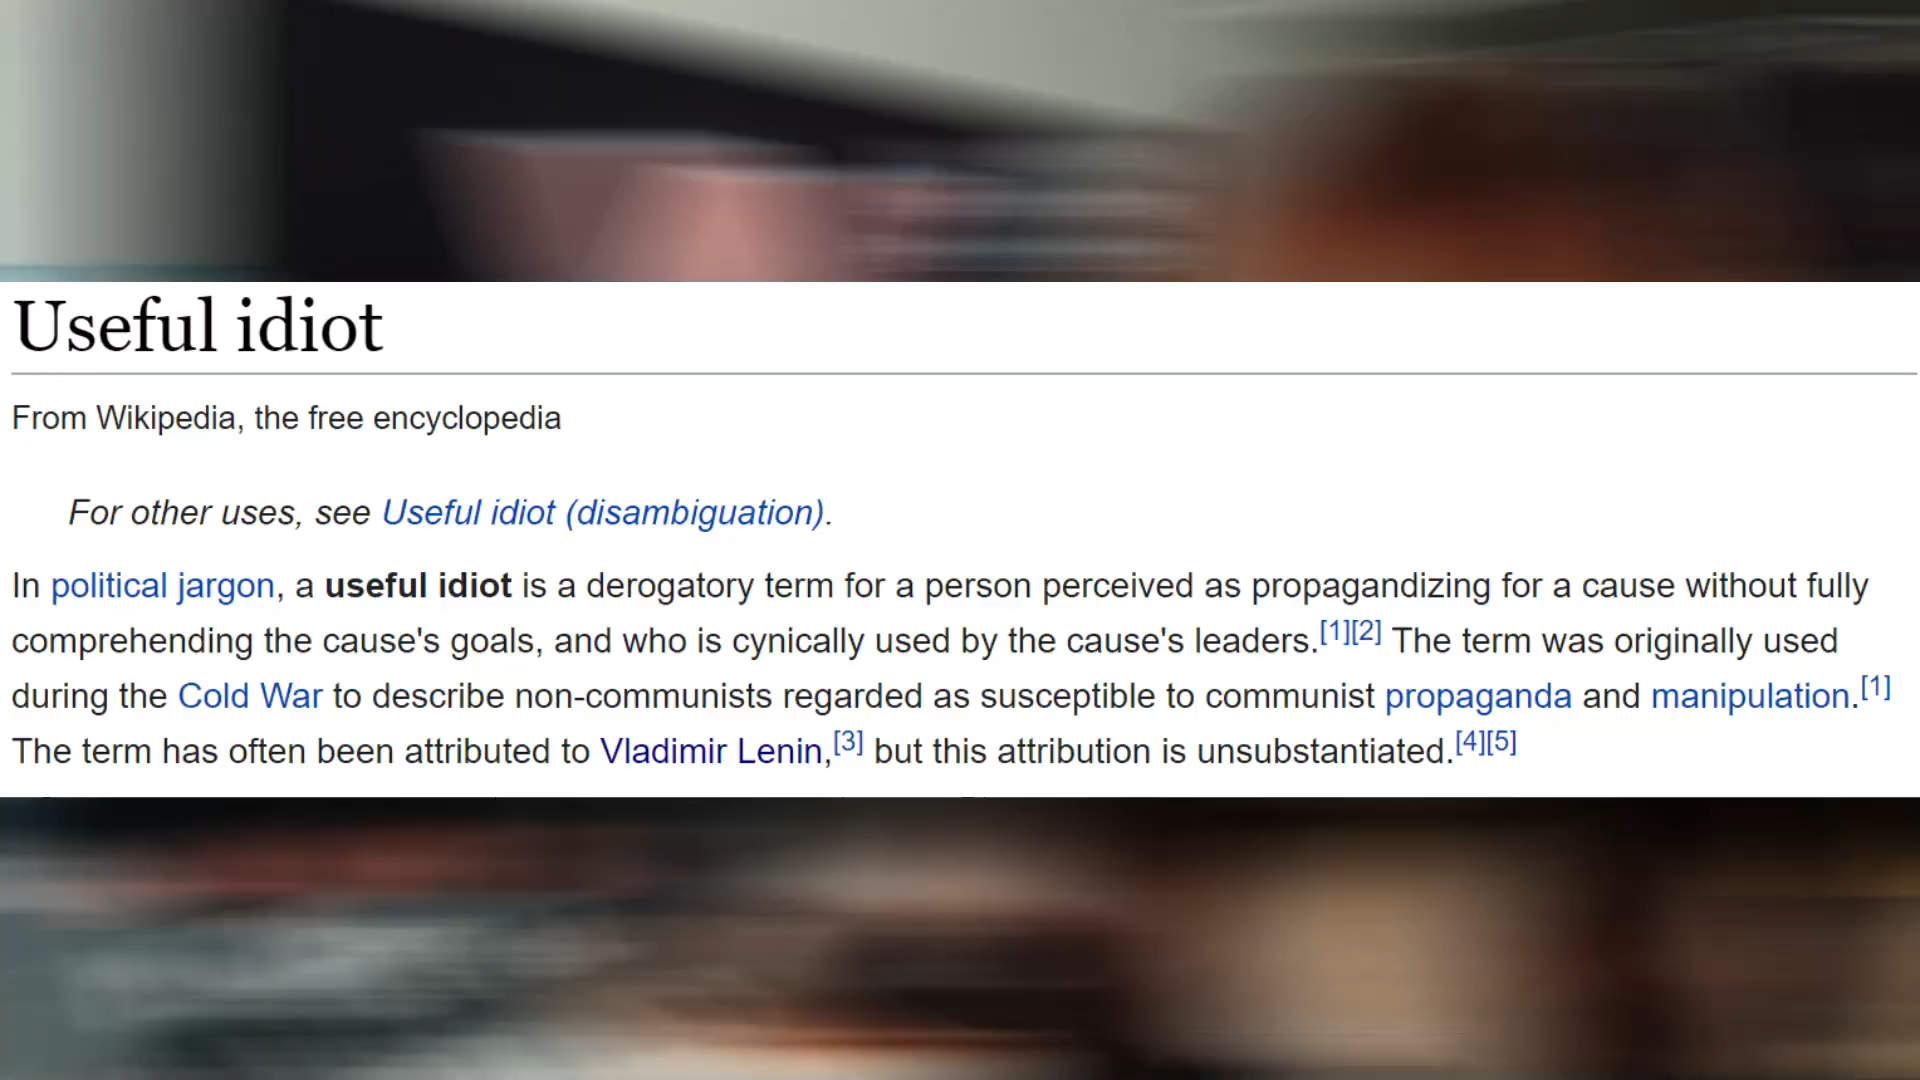 Useful idiot
From Wikipedia, the free encyclopedia
For other uses, see Useful idiot (disambiguation).
In political jargon, a useful idiot is a derogatory term for a person perceived as propagandizing for a cause without fully
comprehending the cause's goals, and who is cynically used by the cause's leaders.[1][2] The term was originally used
during the Cold War to describe non-communists regarded as susceptible to communist propaganda and manipulation.[1]
The term has often been attributed to Vladimir Lenin,[3] but this attribution is unsubstantiated.[4][5]